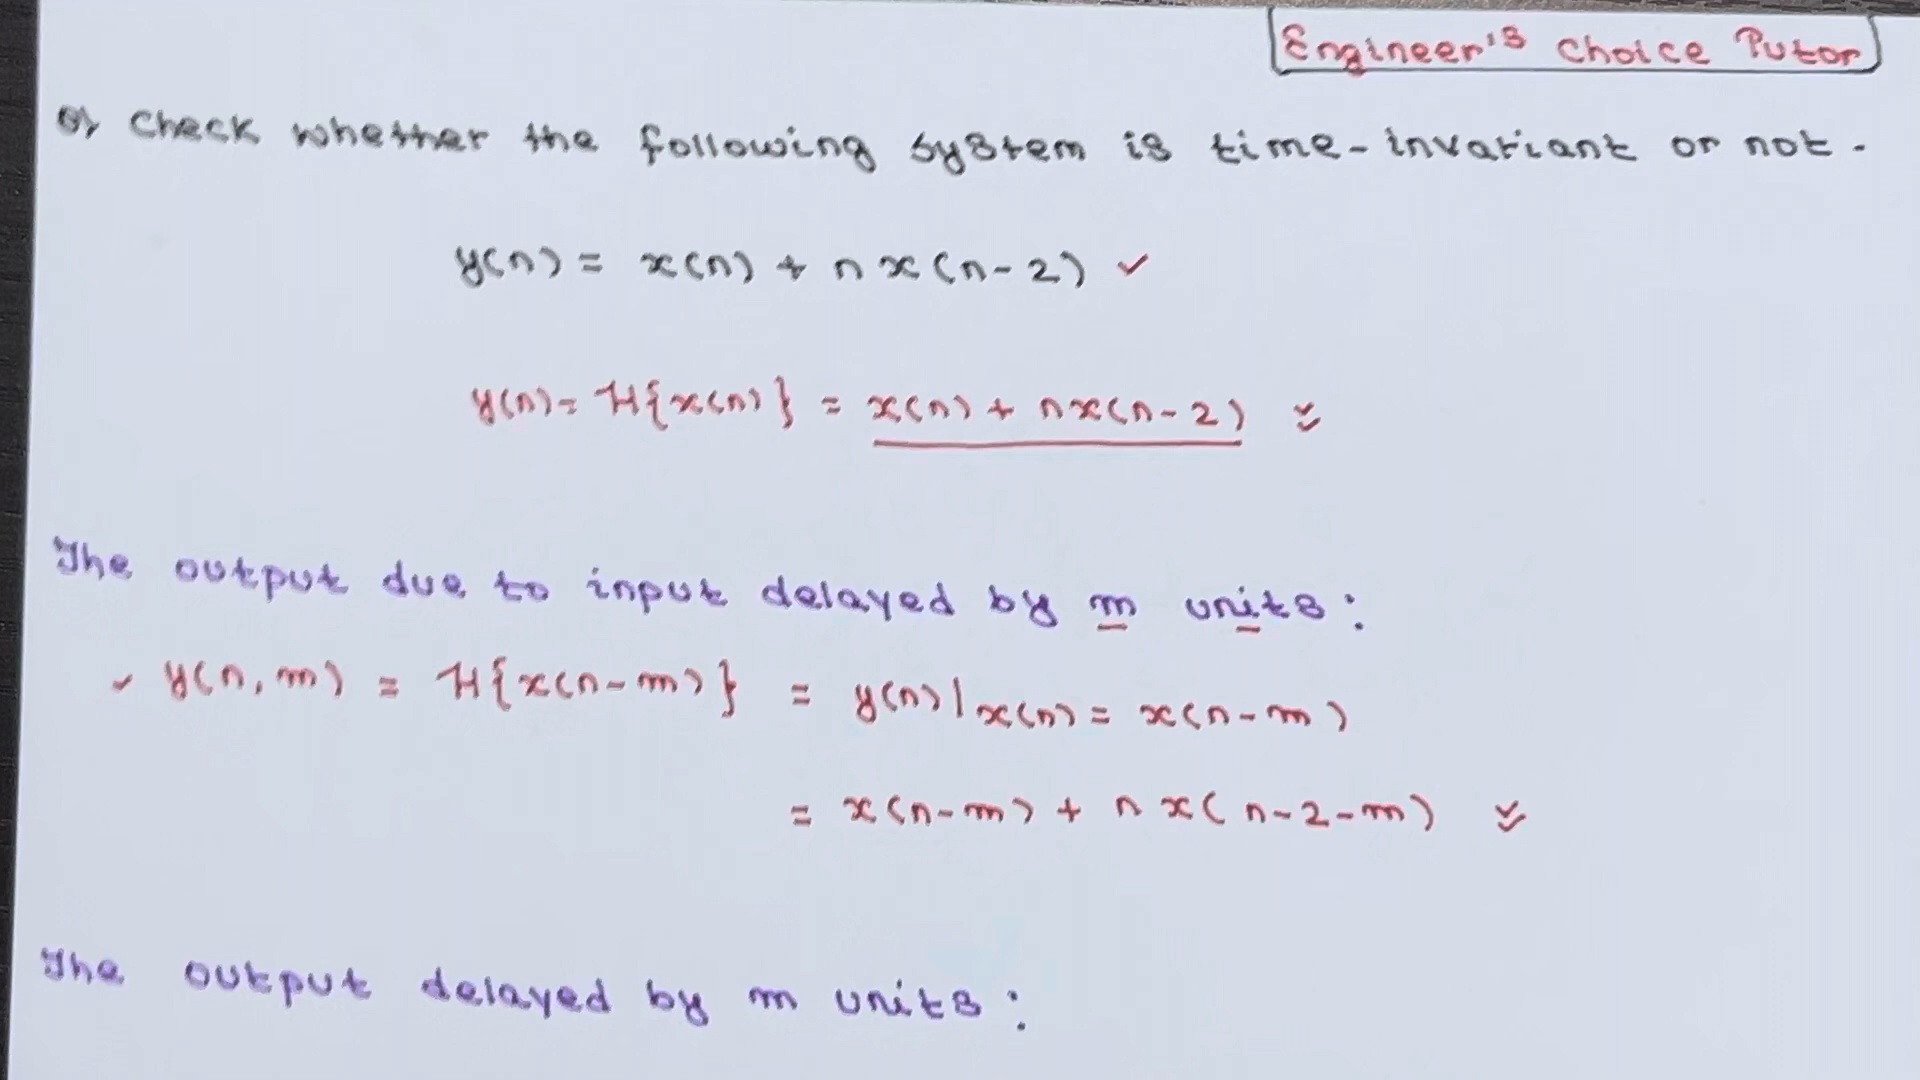 Engineer's Choice Tutor
Q) Check whether the following system is time-invariant or not.
y(n) = x(n) + n x(n-2) ✓
y(n) = H{x(n)} = x(n) + nx(n-2)
The output due to input delayed by m units:
✓ y(n, m) = H{x(n-m)} = y(n)|x(n) = x(n-m)
= x(n-m) + n x(n-2-m)
The output delayed by m units: